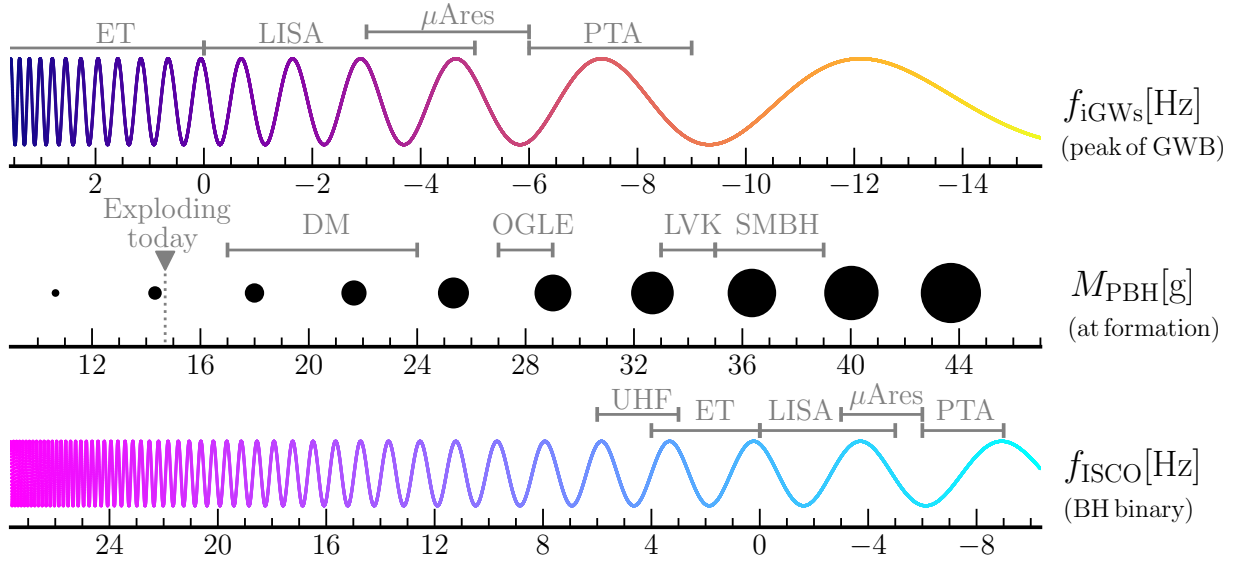 μAres
ET LISA PTA
f_iGWs[Hz]
(peak of GWB)
2 0 −2 −4 −6 −8 −10 −12 −14
Exploding
today
DM OGLE LVK SMBH
M_PBH[g]
(at formation)
12 16 20 24 28 32 36 40 44
μAres
UHF ET LISA PTA
f_ISCO[Hz]
(BH binary)
24 20 16 12 8 4 0 −4 −8